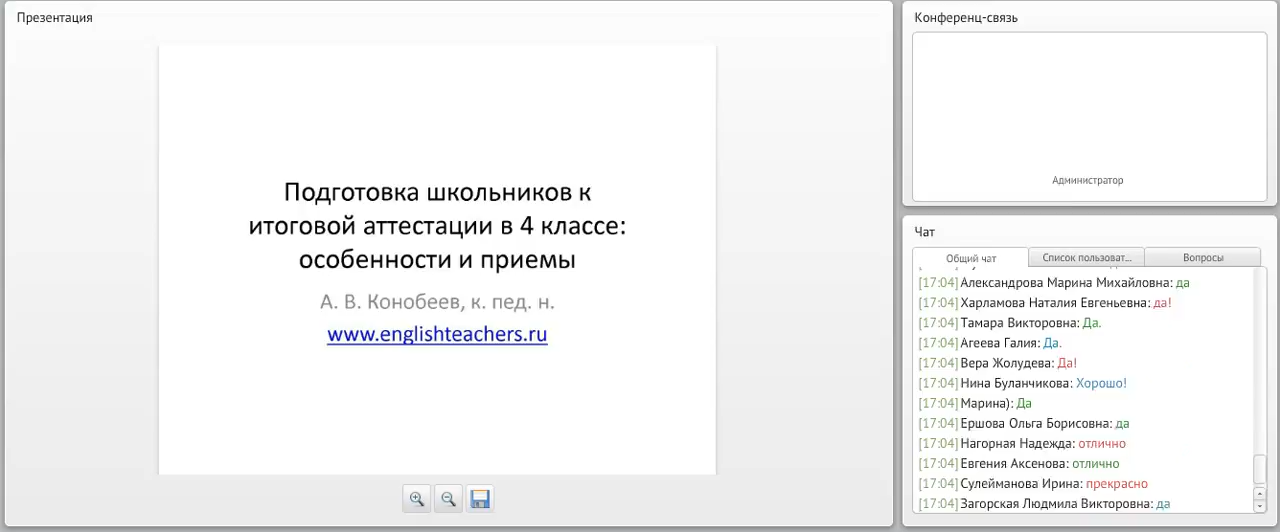 Презентация
Подготовка школьников к
итоговой аттестации в 4 классе:
особенности и приемы
А. В. Конобеев, к. пед. н.
www.englishteachers.ru
Конференц-связь
Администратор
Чат
Общий чат
Список пользоват...
Вопросы
[17:04] Александрова Марина Михайловна: да
[17:04] Харламова Наталия Евгеньевна: да!
[17:04] Тамара Викторовна: Да.
[17:04] Агеева Галия: Да.
[17:04] Вера Жолудева: Да!
[17:04] Нина Буланчикова: Хорошо!
[17:04] Марина): Да
[17:04] Ершова Ольга Борисовна: да
[17:04] Нагорная Надежда: отлично
[17:04] Евгения Аксенова: отлично
[17:04] Сулейманова Ирина: прекрасно
[17:04] Загорская Людмила Викторовна: да